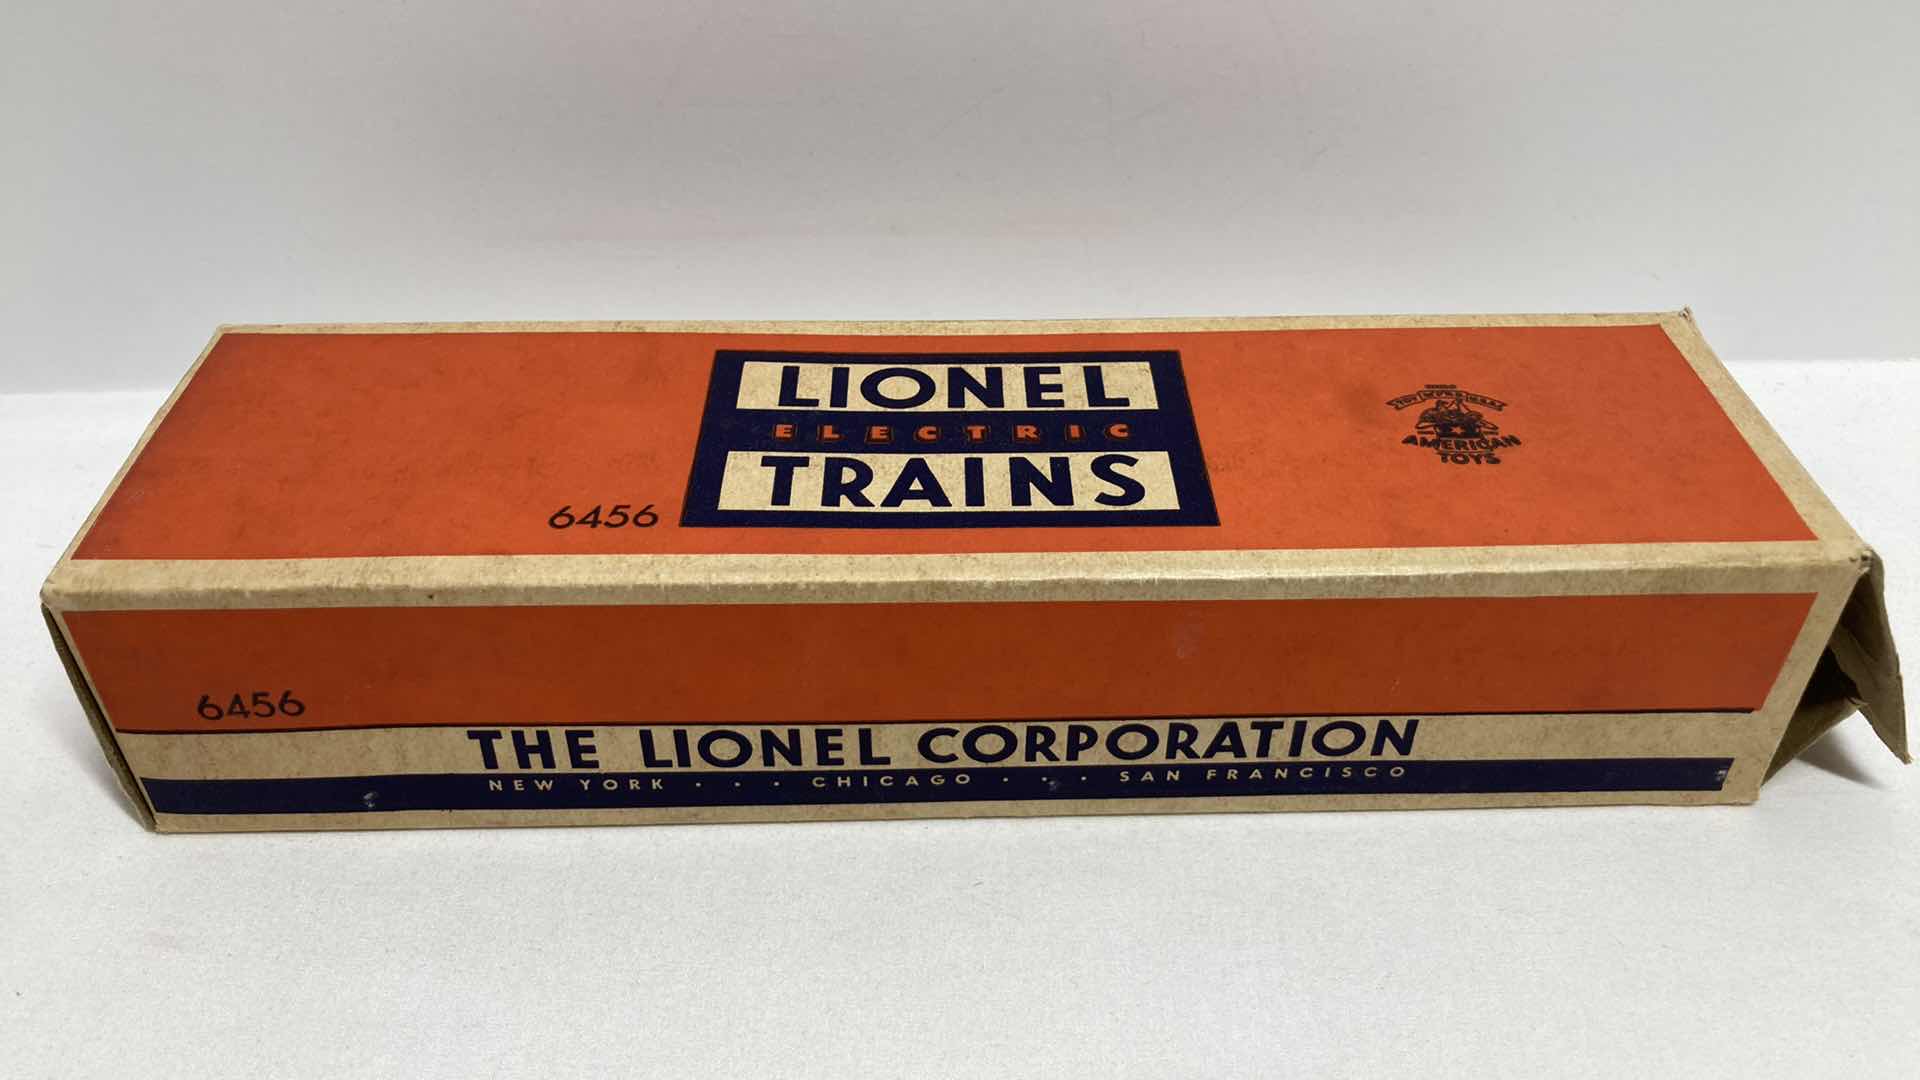 LIONEL
ELECTRIC
TRAINS
6456
AMERICAN
TOYS
6456
THE LIONEL CORPORATION
NEW YORK . . . CHICAGO . . . SAN FRANCISCO